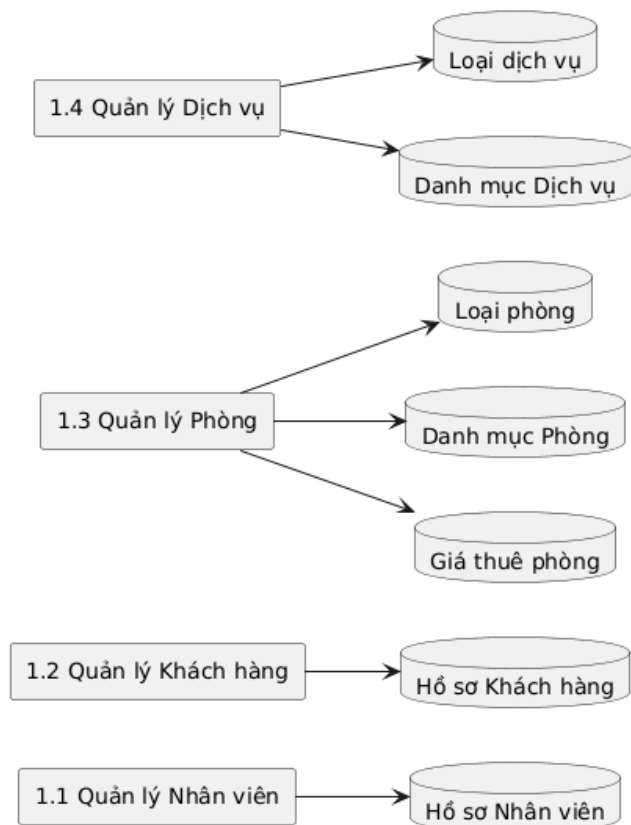 Loại dịch vụ
1.4 Quản lý Dịch vụ
Danh mục Dịch vụ
Loại phòng
1.3 Quản lý Phòng
Danh mục Phòng
Giá thuê phòng
1.2 Quản lý Khách hàng
Hồ sơ Khách hàng
1.1 Quản lý Nhân viên
Hồ sơ Nhân viên